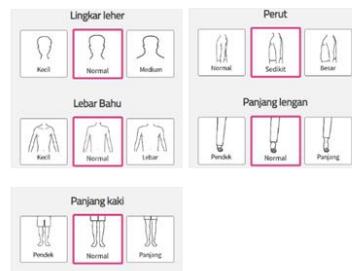 Lingkar leher
Kecil Normal Medium
Perut
Normal Sedikit Besar
Lebar Bahu
Kecil Normal Lebar
Panjang lengan
Pendek Normal Panjang
Panjang kaki
Pendek Normal Panjang